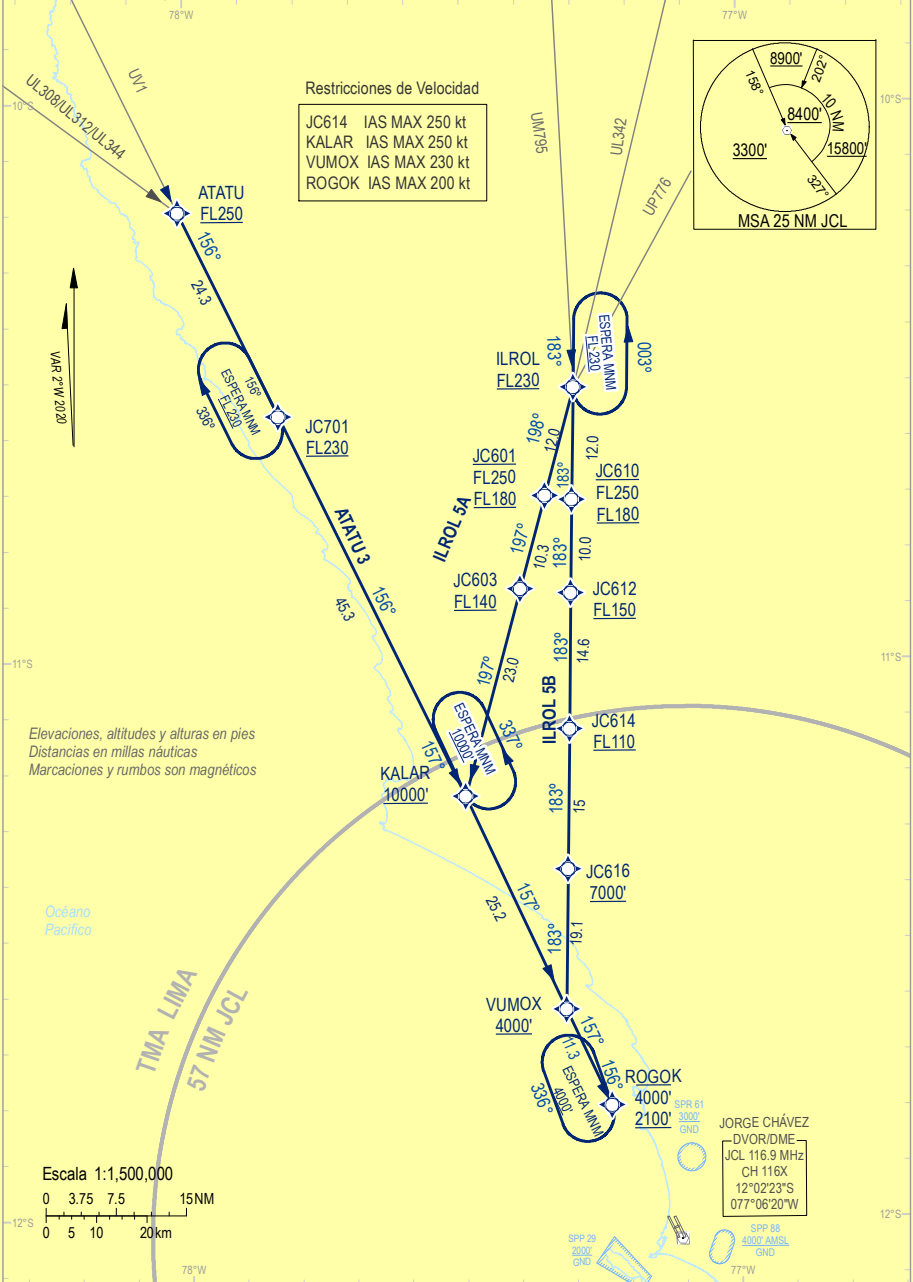 78°W
77°W
10°S
10°S
UV1
UL308/UL312/UL344
UM795
UL342
UP776
Restricciones de Velocidad
JC614 IAS MAX 250 kt
KALAR IAS MAX 250 kt
VUMOX IAS MAX 230 kt
ROGOK IAS MAX 200 kt
8900'
158°
202°
10 NM
8400'
3300'
15800'
327°
MSA 25 NM JCL
ATATU
FL250
156°
24.3
VAR 2°W 2020
156°
ESPERA MNM
FL 230
336°
JC701
FL230
ILROL
FL230
183°
ESPERA MNM
FL 230
003°
198°
12.0
12.0
JC601
FL250
FL180
183°
JC610
FL250
FL180
ATATU 3
ILROL 5A
197°
10.3
183°
10.0
JC603
FL140
JC612
FL150
156°
45.3
183°
14.6
197°
23.0
11°S
11°S
ILROL 5B
JC614
FL110
ESPERA MNM
10000'
337°
157°
Elevaciones, altitudes y alturas en pies
Distancias en millas náuticas
Marcaciones y rumbos son magnéticos
KALAR
10000'
183°
15
JC616
7000'
157°
25.2
183°
19.1
Océano
Pacífico
TMA LIMA
57 NM JCL
VUMOX
4000'
157°
11.3
156°
ESPERA MNM
4000'
336°
ROGOK
4000'
2100'
SPR 61
3000'
GND
JORGE CHÁVEZ
DVOR/DME
JCL 116.9 MHz
CH 116X
12°02'23"S
077°06'20"W
Escala 1:1,500,000
0 3.75 7.5 15NM
0 5 10 20km
12°S
12°S
SPP 29
2000'
GND
SPP 88
4000' AMSL
GND
78°W
77°W